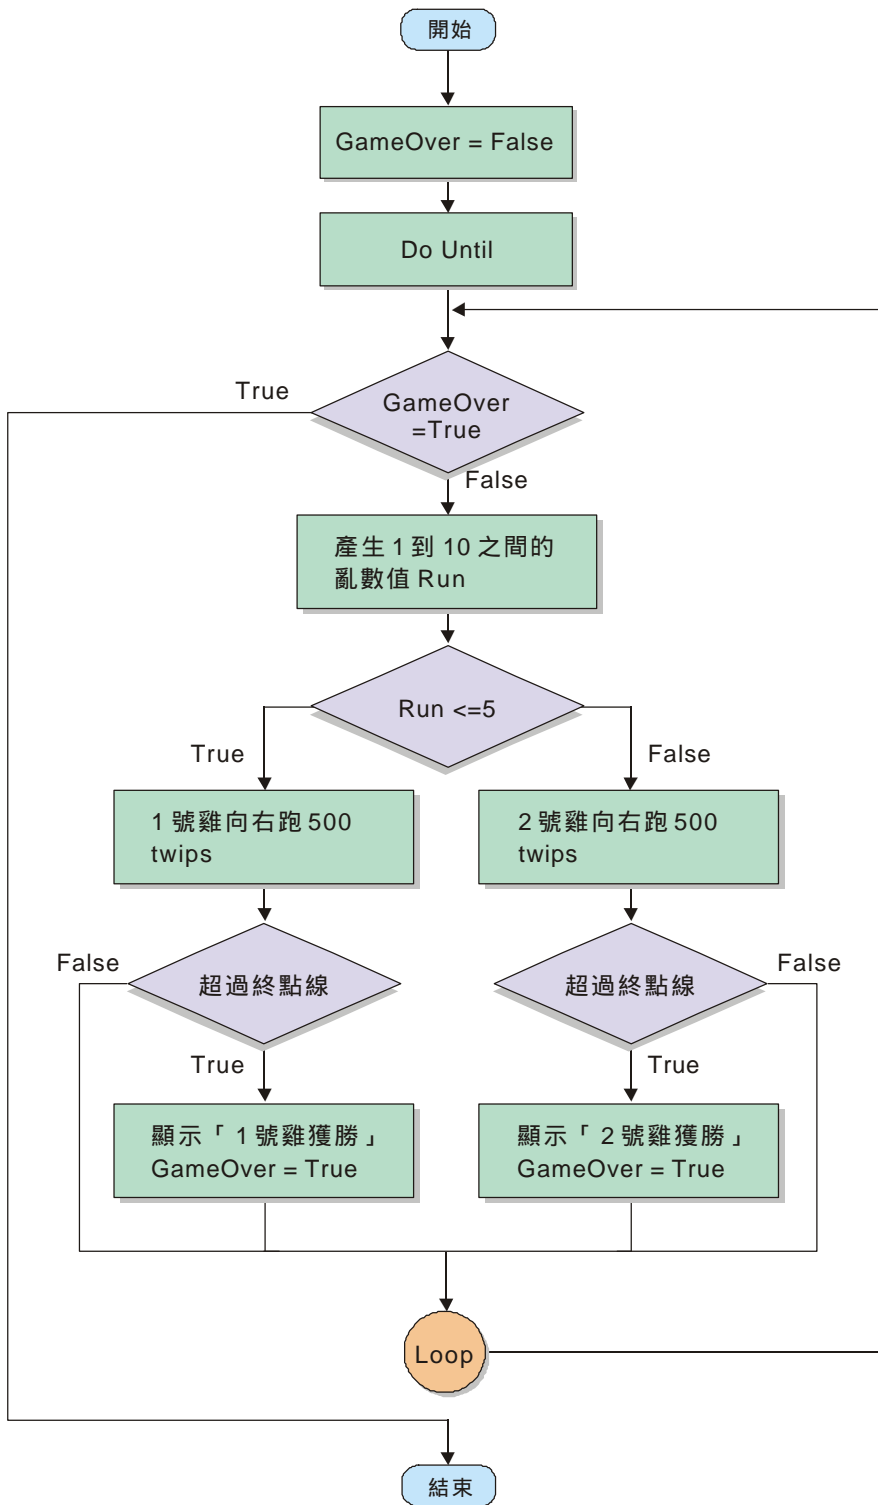 開始
GameOver = False
Do Until
True
GameOver
=True
False
產生 1 到 10 之間的
亂數值 Run
Run <=5
True
False
1 號雞向右跑 500
twips
2 號雞向右跑 500
twips
False
超過終點線
超過終點線
False
True
True
顯示「 1 號雞獲勝」
GameOver = True
顯示「 2 號雞獲勝」
GameOver = True
Loop
結束